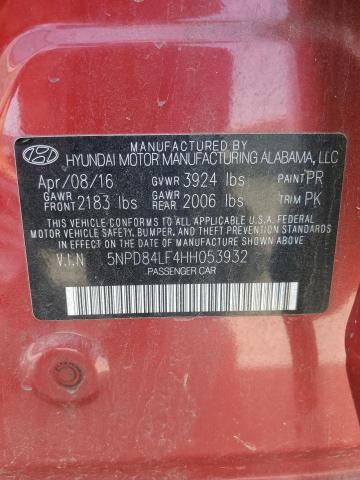 MANUFACTURED BY
HYUNDAI MOTOR MANUFACTURING ALABAMA, LLC
Apr/08/16 GVWR 3924 lbs PAINT PR
GAWR FRONT 2183 lbs GAWR REAR 2006 lbs TRIM PK
THIS VEHICLE CONFORMS TO ALL APPLICABLE U.S.A. FEDERAL
MOTOR VEHICLE SAFETY, BUMPER, AND THEFT PREVENTION STANDARDS
IN EFFECT ON THE DATE OF MANUFACTURE SHOWN ABOVE.
V.I.N 5NPD84LF4HH053932
PASSENGER CAR